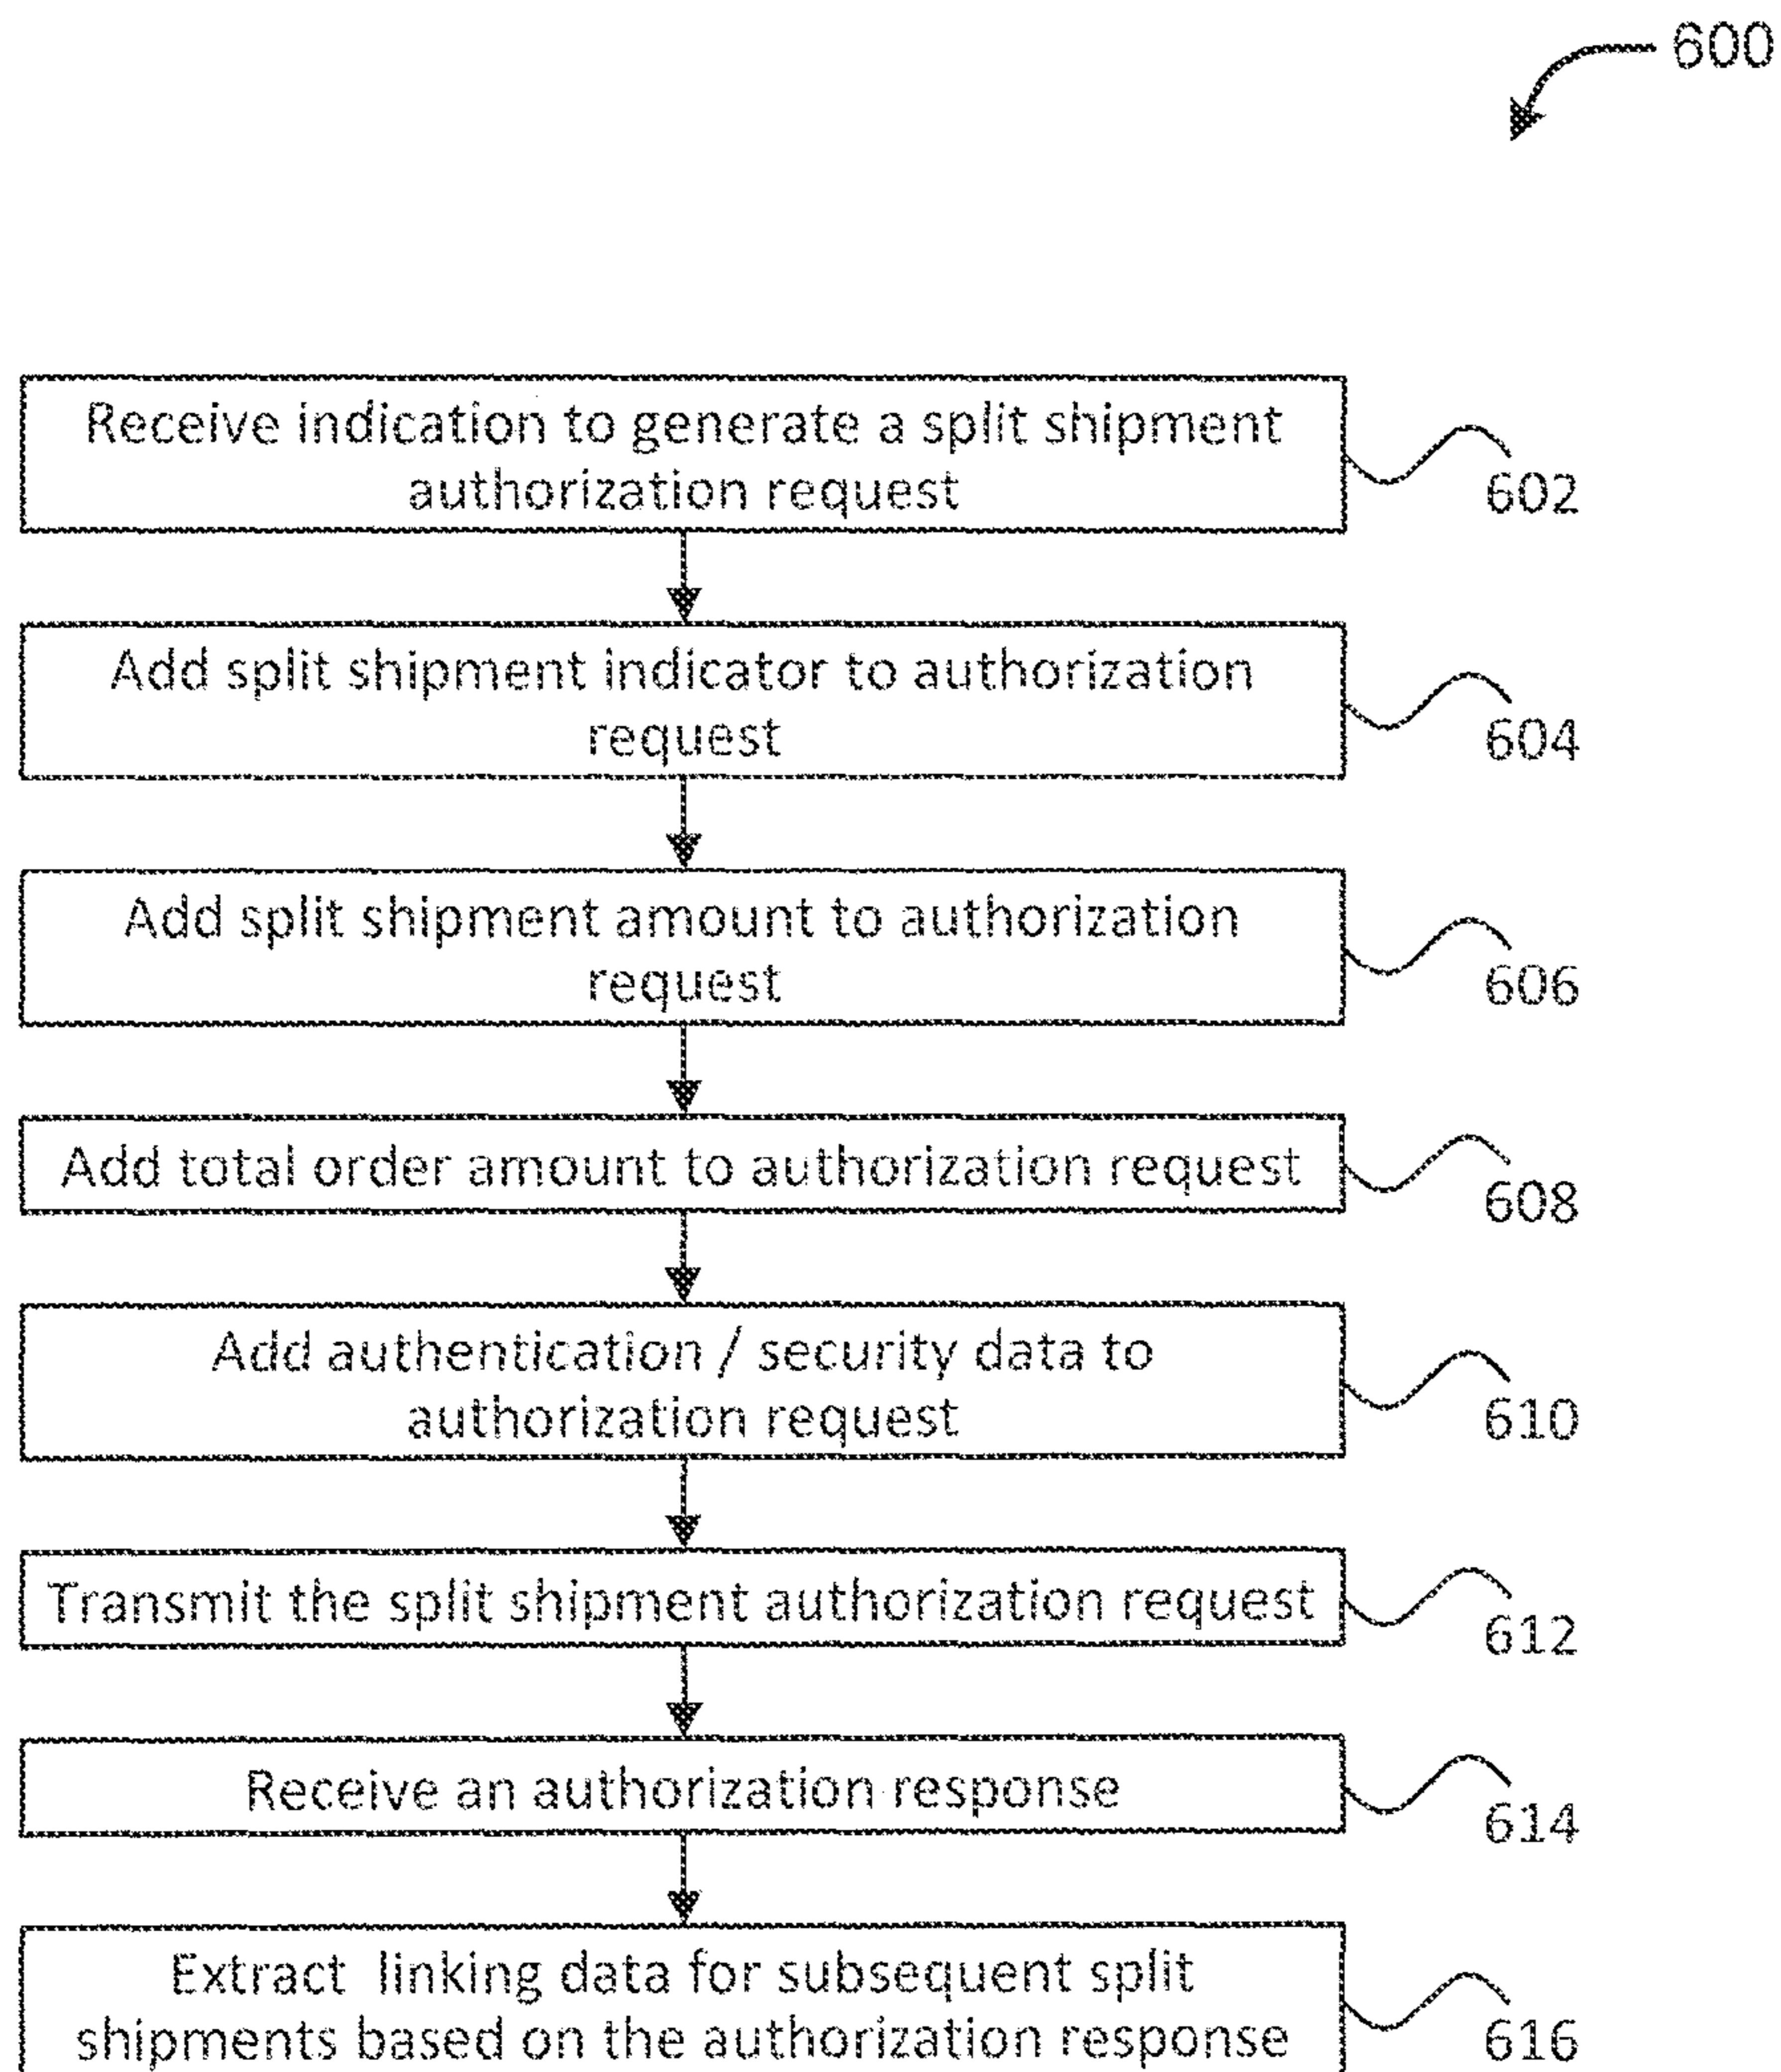 600
Receive indication to generate a split shipment
authorization request
602
Add split shipment indicator to authorization
request
604
Add split shipment amount to authorization
request
606
Add total order amount to authorization request
608
Add authentication / security data to
authorization request
610
Transmit the split shipment authorization request
612
Receive an authorization response
614
Extract linking data for subsequent split
shipments based on the authorization response
616